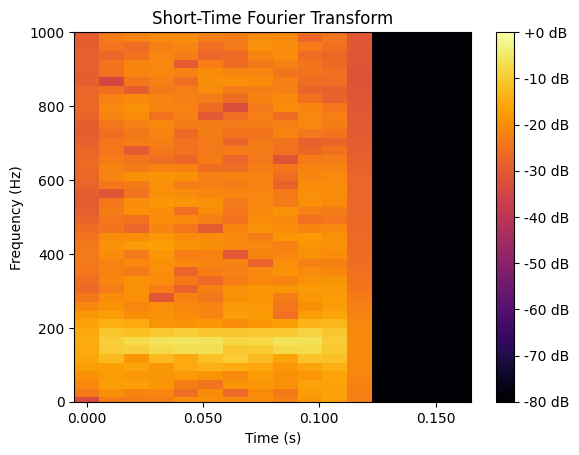 Short-Time Fourier Transform
1000
800
600
400
200
0
Frequency (Hz)
0.000
0.050
0.100
0.150
Time (s)
+0 dB
-10 dB
-20 dB
-30 dB
-40 dB
-50 dB
-60 dB
-70 dB
-80 dB